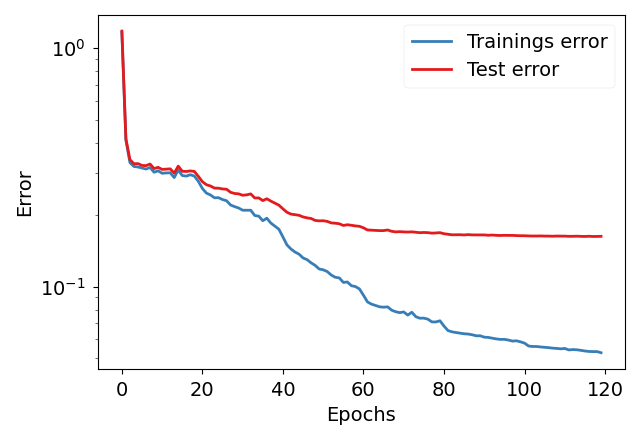 Trainings error
Test error
10⁰
10⁻¹
Error
0 20 40 60 80 100 120
Epochs